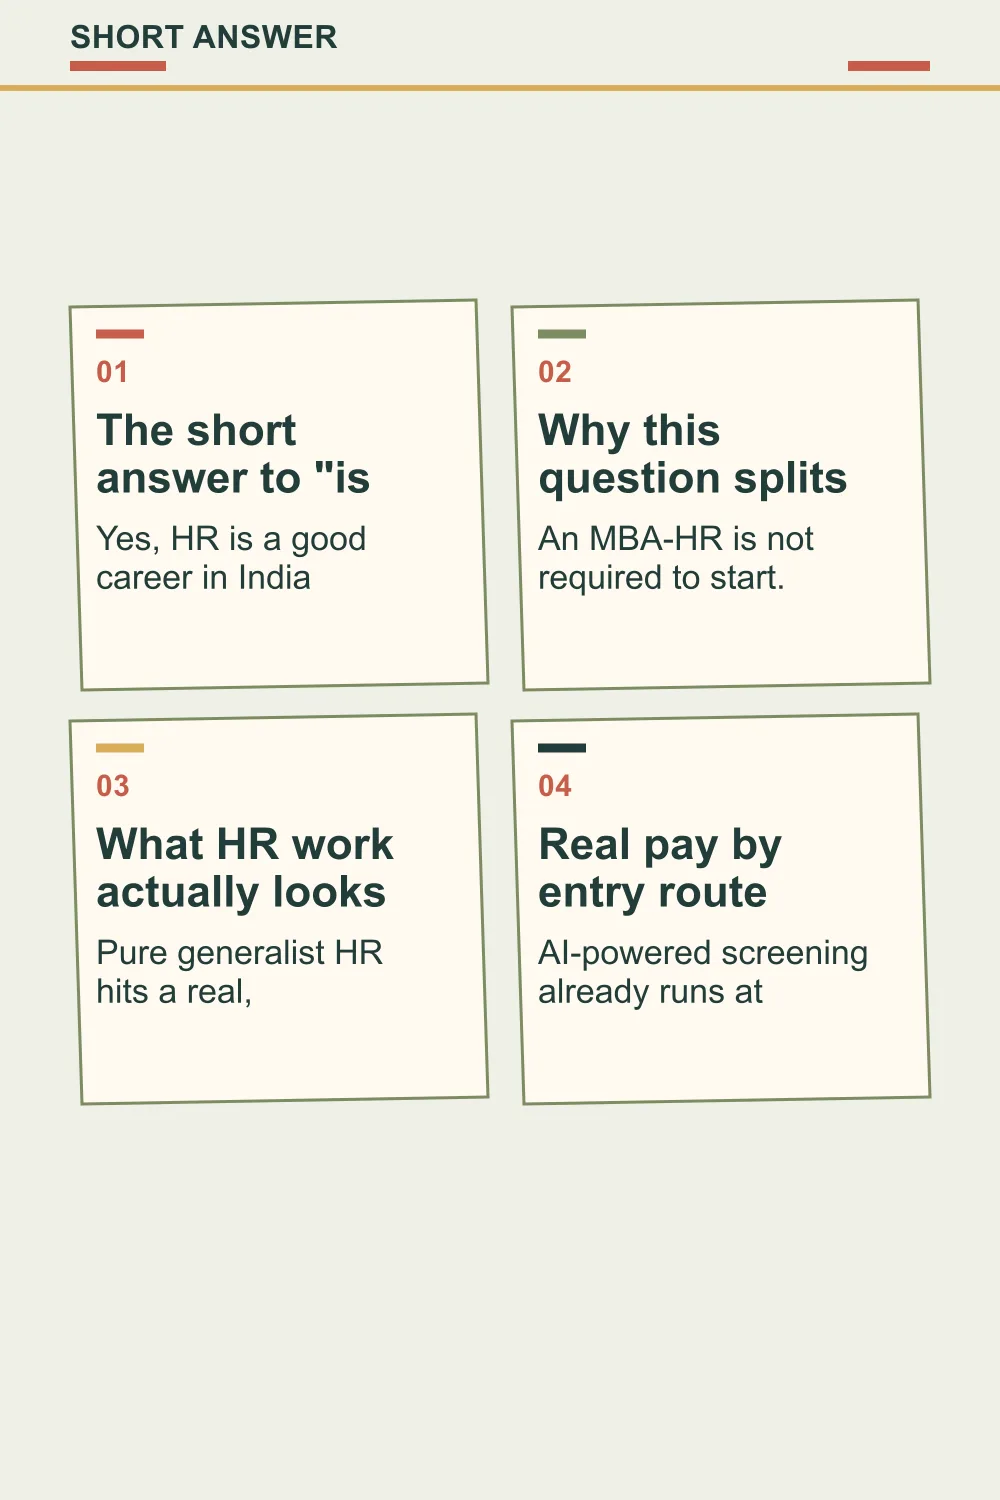 SHORT ANSWER
01
The short
answer to "is
Yes, HR is a good
career in India
02
Why this
question splits
An MBA-HR is not
required to start.
03
What HR work
actually looks
Pure generalist HR
hits a real,
04
Real pay by
entry route
AI-powered screening
already runs at